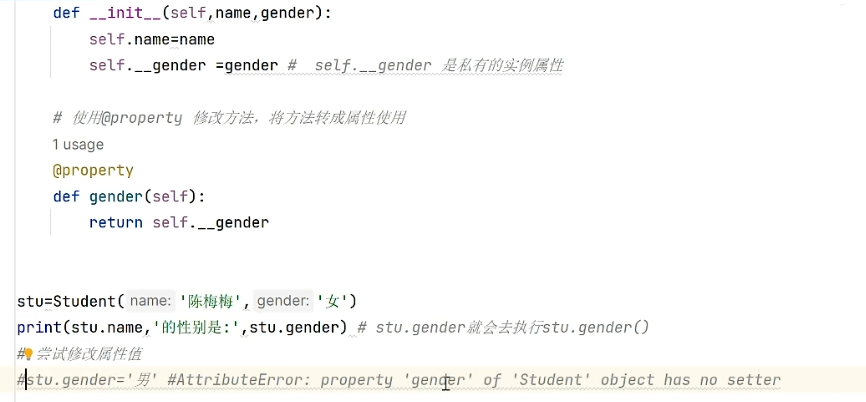 def __init__(self,name,gender):
self.name=name
self.__gender =gender #  self.__gender 是私有的实例属性
# 使用@property 修改方法，将方法转成属性使用
1 usage
@property
def gender(self):
return self.__gender
stu=Student( name: '陈梅梅', gender: '女')
print(stu.name,'的性别是:',stu.gender) # stu.gender就会去执行stu.gender()
# 尝试修改属性值
#stu.gender='男' #AttributeError: property 'gender' of 'Student' object has no setter